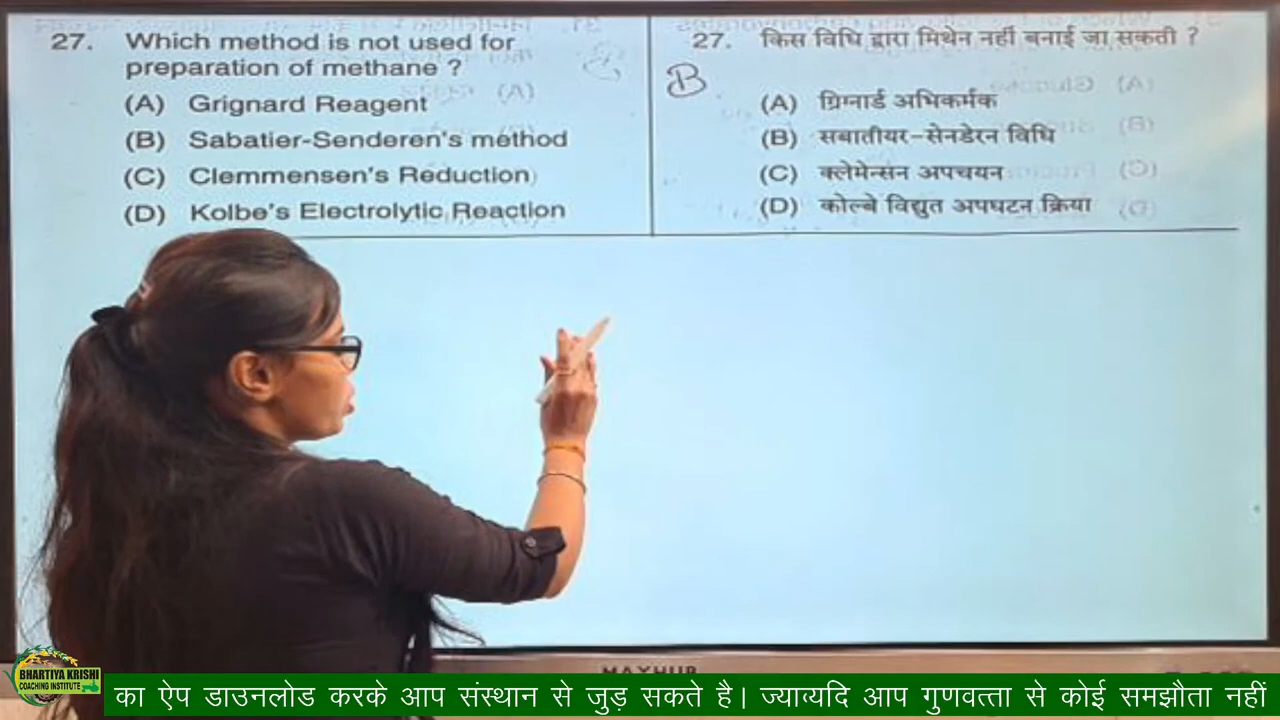 27. Which method is not used for
preparation of methane ?
(A) Grignard Reagent
(B) Sabatier-Senderen's method
(C) Clemmensen's Reduction
(D) Kolbe's Electrolytic Reaction
27. किस विधि द्वारा मिथेन नहीं बनाई जा सकती ?
B
(A) ग्रिग्नार्ड अभिकर्मक
(B) सबातीयर-सेनडेरन विधि
(C) क्लेमेन्सन अपचयन
(D) कोल्बे विद्युत अपघटन क्रिया
BHARTIYA KRISHI
COACHING INSTITUTE
का ऐप डाउनलोड करके आप संस्थान से जुड़ सकते है। ज्याय्यदि आप गुणवत्ता से कोई समझौता नहीं